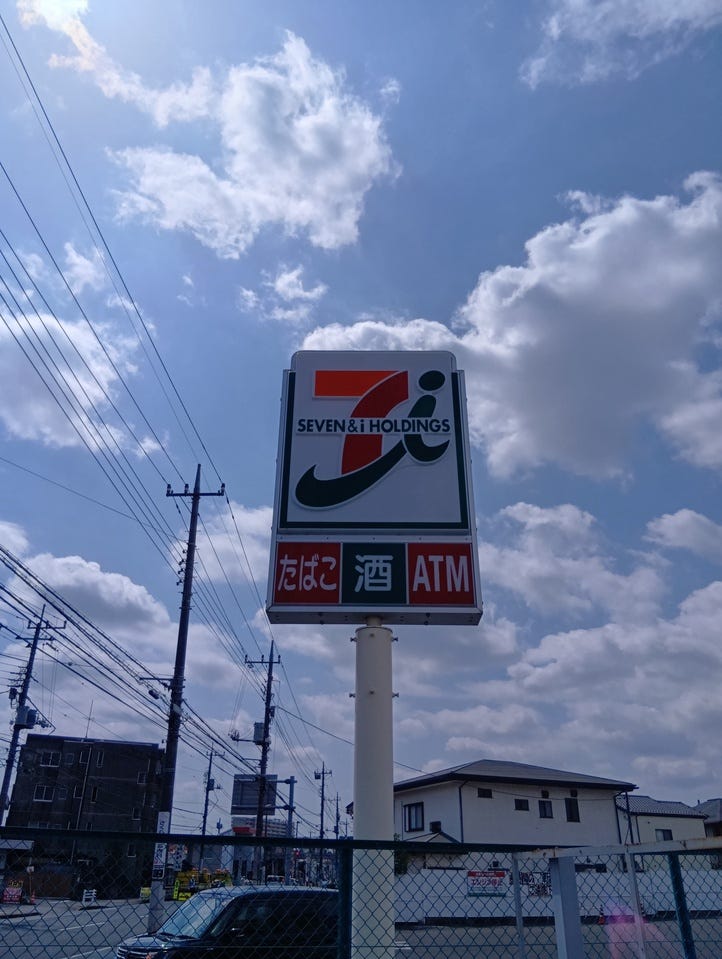 SEVEN & i HOLDINGS
たばこ 酒 ATM